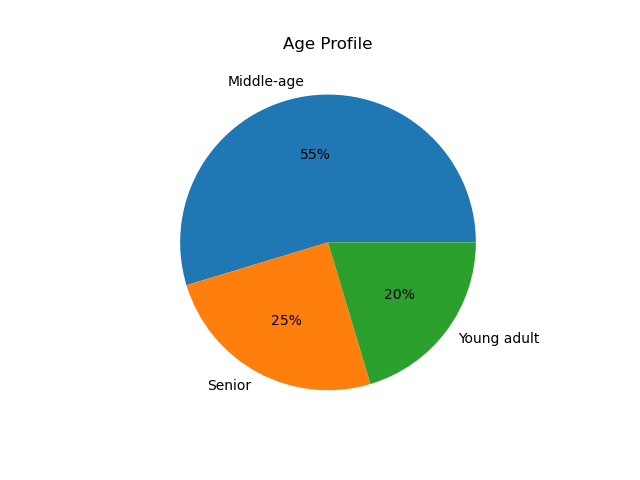 Age Profile
Middle-age
55%
20%
25%
Young adult
Senior